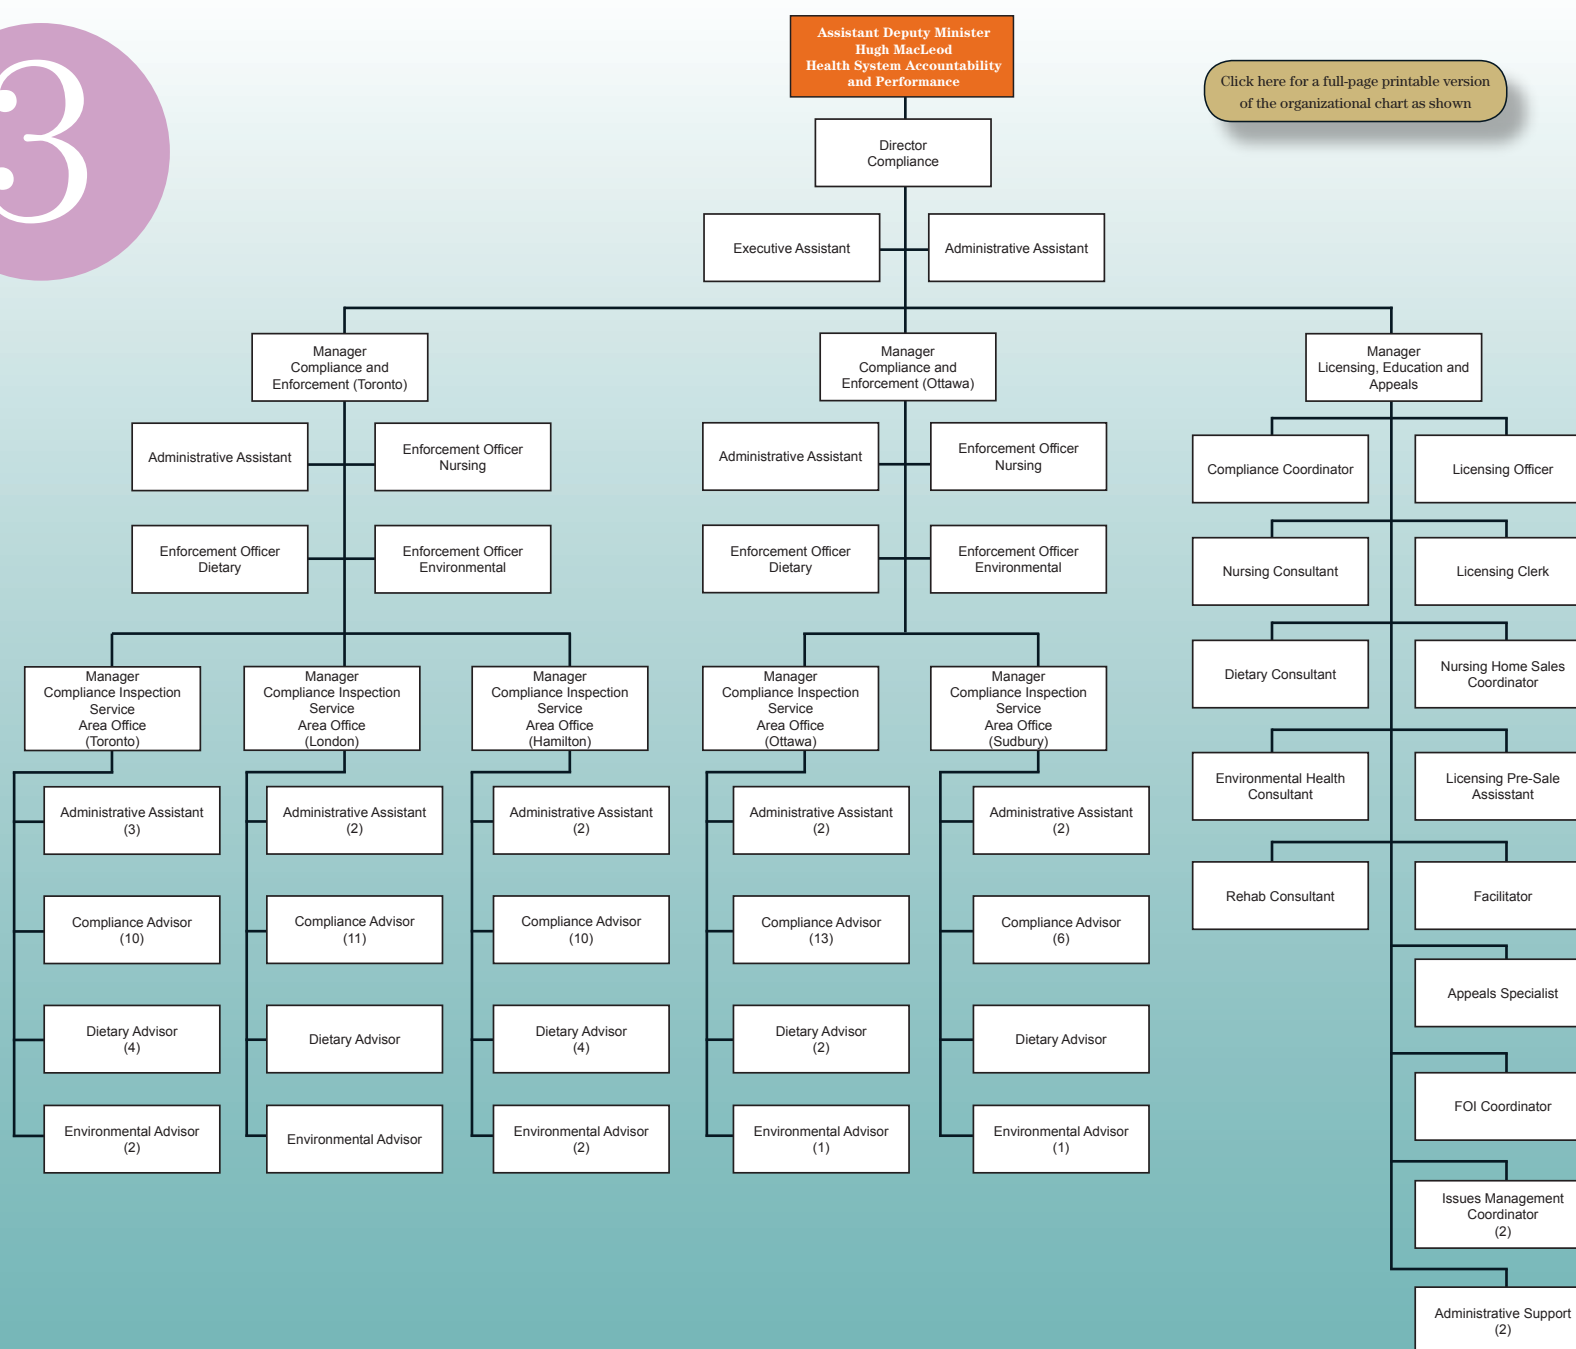 3
Assistant Deputy Minister
Hugh MacLeod
Health System Accountability
and Performance
Click here for a full-page printable version
of the organizational chart as shown
Director
Compliance
Executive Assistant
Administrative Assistant
Manager
Compliance and
Enforcement (Toronto)
Manager
Compliance and
Enforcement (Ottawa)
Manager
Licensing, Education and
Appeals
Administrative Assistant
Enforcement Officer
Nursing
Enforcement Officer
Dietary
Enforcement Officer
Environmental
Administrative Assistant
Enforcement Officer
Nursing
Enforcement Officer
Dietary
Enforcement Officer
Environmental
Compliance Coordinator
Licensing Officer
Nursing Consultant
Licensing Clerk
Dietary Consultant
Nursing Home Sales
Coordinator
Environmental Health
Consultant
Licensing Pre-Sale
Assisstant
Rehab Consultant
Facilitator
Appeals Specialist
FOI Coordinator
Issues Management
Coordinator
(2)
Administrative Support
(2)
Manager
Compliance Inspection
Service
Area Office
(Toronto)
Administrative Assistant
(3)
Compliance Advisor
(10)
Dietary Advisor
(4)
Environmental Advisor
(2)
Manager
Compliance Inspection
Service
Area Office
(London)
Administrative Assistant
(2)
Compliance Advisor
(11)
Dietary Advisor
Environmental Advisor
Manager
Compliance Inspection
Service
Area Office
(Hamilton)
Administrative Assistant
(2)
Compliance Advisor
(10)
Dietary Advisor
(4)
Environmental Advisor
(2)
Manager
Compliance Inspection
Service
Area Office
(Ottawa)
Administrative Assistant
(2)
Compliance Advisor
(13)
Dietary Advisor
(2)
Environmental Advisor
(1)
Manager
Compliance Inspection
Service
Area Office
(Sudbury)
Administrative Assistant
(2)
Compliance Advisor
(6)
Dietary Advisor
Environmental Advisor
(1)